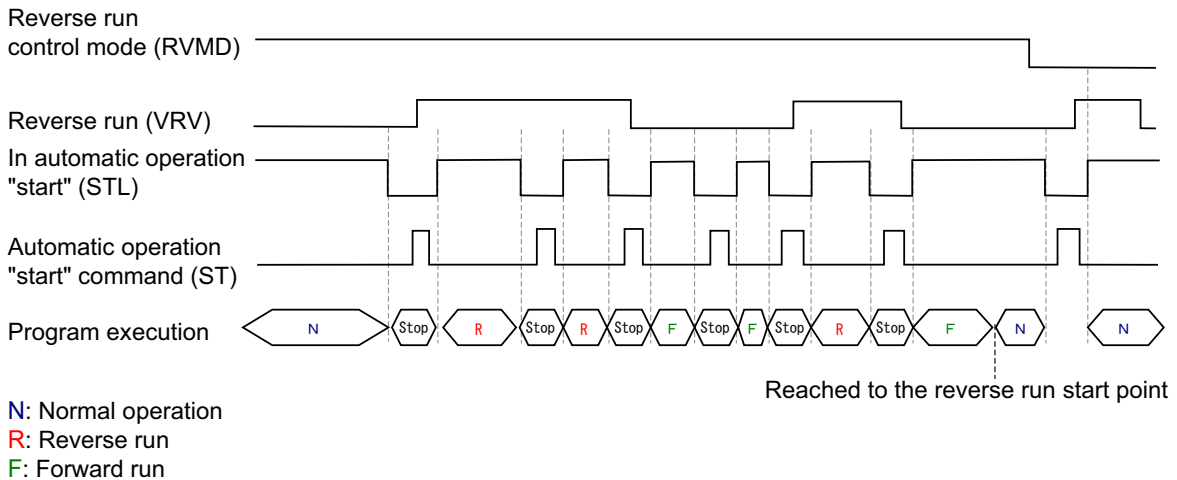 Reverse run
control mode (RVMD)
Reverse run (VRV)
In automatic operation
"start" (STL)
Automatic operation
"start" command (ST)
Program execution
N Stop R Stop R Stop F Stop F Stop R Stop F N N
Reached to the reverse run start point
N: Normal operation
R: Reverse run
F: Forward run